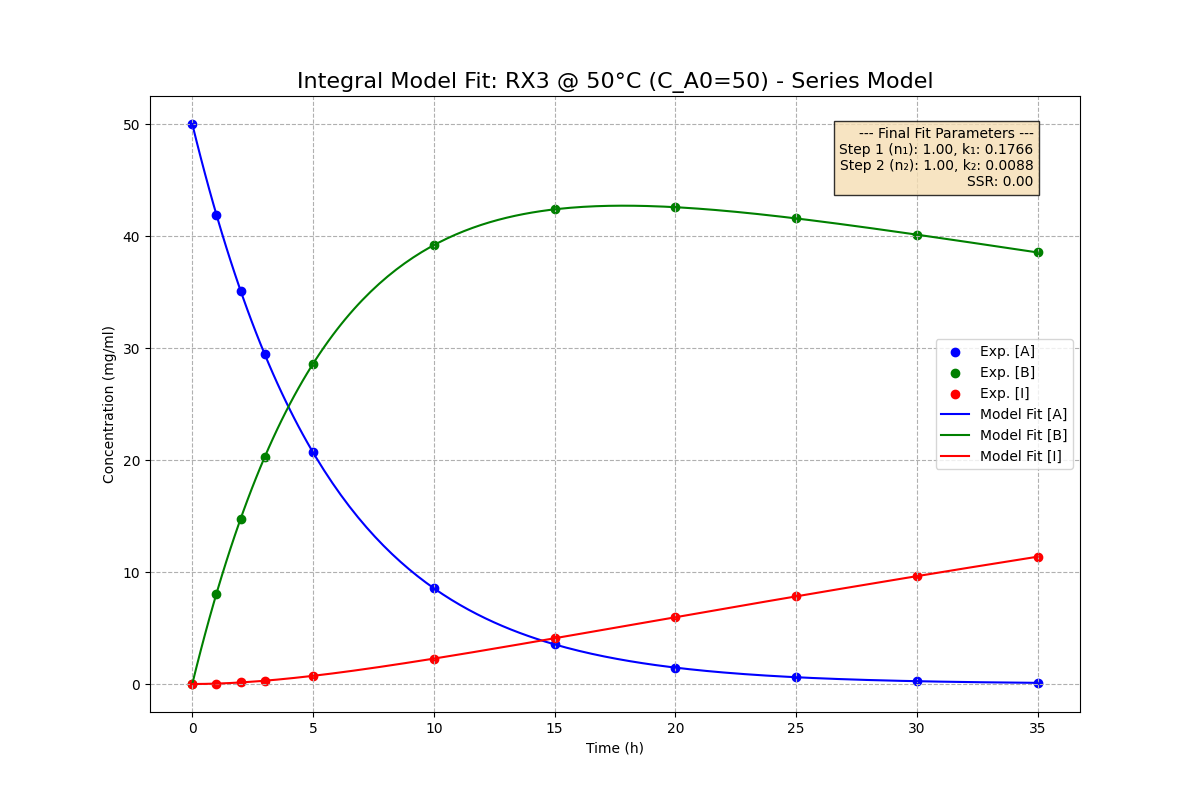 Integral Model Fit: RX3 @ 50°C (C_A0=50) - Series Model
--- Final Fit Parameters ---
Step 1 (n₁): 1.00, k₁: 0.1766
Step 2 (n₂): 1.00, k₂: 0.0088
SSR: 0.00
Concentration (mg/ml)
50
40
30
20
10
0
Exp. [A]
Exp. [B]
Exp. [I]
Model Fit [A]
Model Fit [B]
Model Fit [I]
0 5 10 15 20 25 30 35
Time (h)